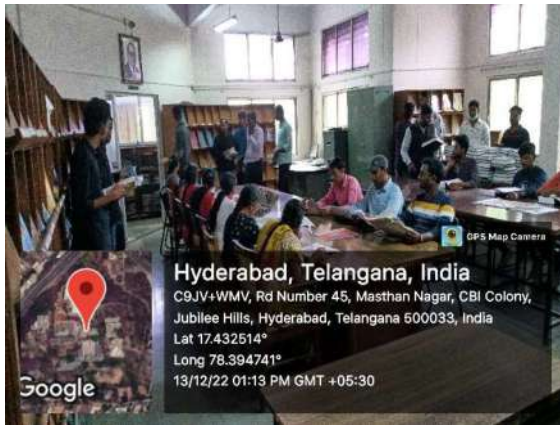 GPS Map Camera
Hyderabad, Telangana, India
C9JV+WMV, Rd Number 45, Masthan Nagar, CBI Colony,
Jubilee Hills, Hyderabad, Telangana 500033, India
Lat 17.432514°
Long 78.394741°
13/12/22 01:13 PM GMT +05:30
Google